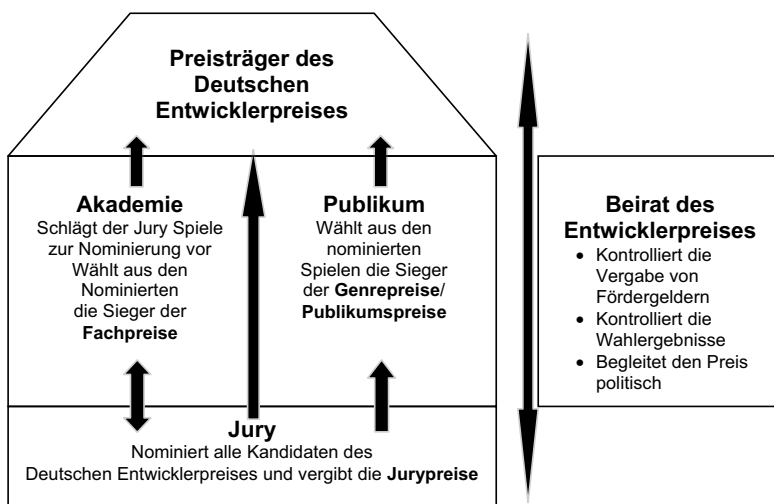 Preisträger des
Deutschen
Entwicklerpreises
Akademie
Schlägt der Jury Spiele
zur Nominierung vor
Wählt aus den
Nominierten
die Sieger der
Fachpreise
Publikum
Wählt aus den
nominierten
Spielen die Sieger
der Genrepreise/
Publikumspreise
Jury
Nominiert alle Kandidaten des
Deutschen Entwicklerpreises und vergibt die Jurypreise
Beirat des
Entwicklerpreises
• Kontrolliert die
Vergabe von
Fördergeldern
• Kontrolliert die
Wahlergebnisse
• Begleitet den Preis
politisch